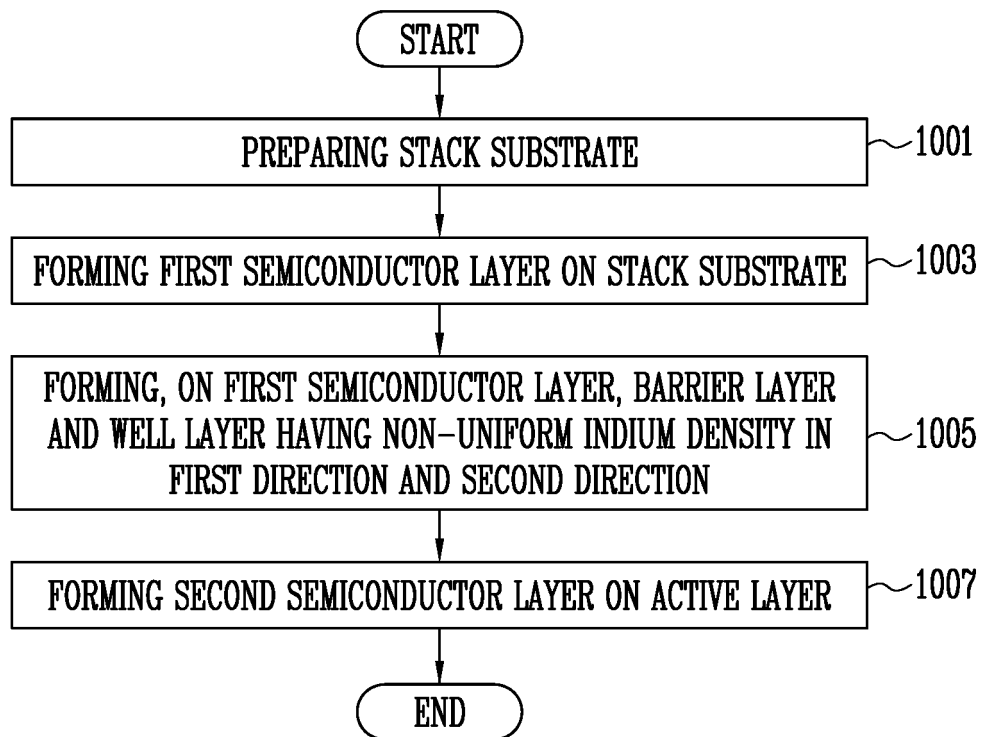 START
PREPARING STACK SUBSTRATE
1001
FORMING FIRST SEMICONDUCTOR LAYER ON STACK SUBSTRATE
1003
FORMING, ON FIRST SEMICONDUCTOR LAYER, BARRIER LAYER
AND WELL LAYER HAVING NON-UNIFORM INDIUM DENSITY IN
FIRST DIRECTION AND SECOND DIRECTION
1005
FORMING SECOND SEMICONDUCTOR LAYER ON ACTIVE LAYER
1007
END